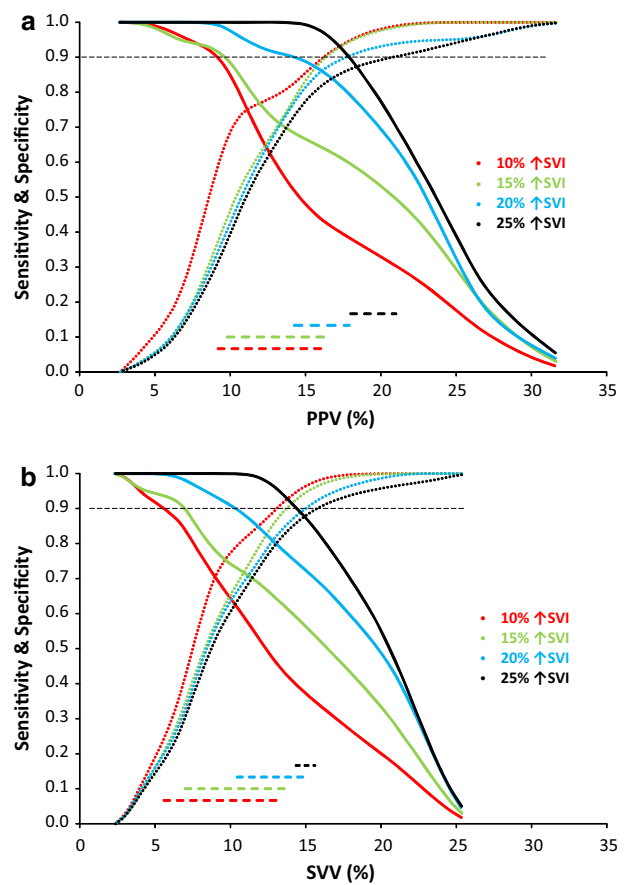 a
Sensitivity & Specificity
1.0
0.9
0.8
0.7
0.6
0.5
0.4
0.3
0.2
0.1
0.0
10% ↑SVI
15% ↑SVI
20% ↑SVI
25% ↑SVI
0 5 10 15 20 25 30 35
PPV (%)
b
Sensitivity & Specificity
1.0
0.9
0.8
0.7
0.6
0.5
0.4
0.3
0.2
0.1
0.0
10% ↑SVI
15% ↑SVI
20% ↑SVI
25% ↑SVI
0 5 10 15 20 25 30 35
SVV (%)